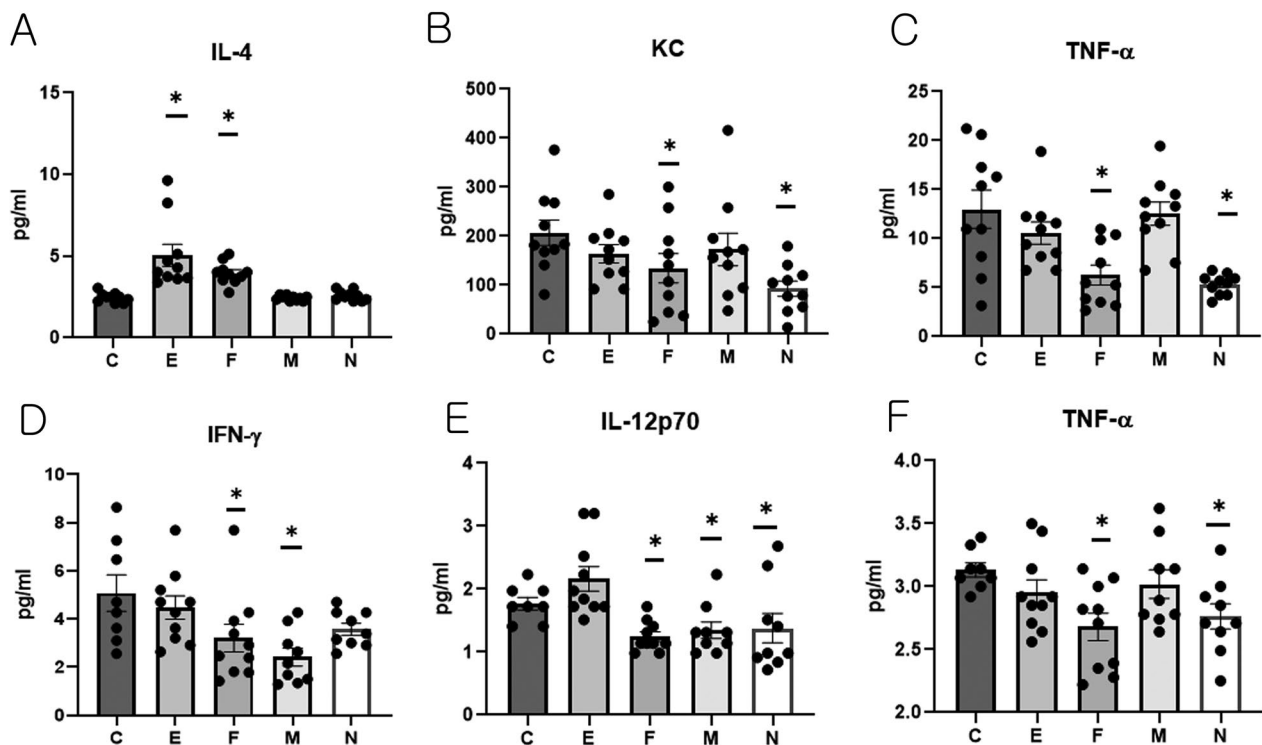 A
IL-4
pg/ml
15
10
5
0
*
*
C E F M N
B
KC
pg/ml
500
400
300
200
100
0
*
*
C E F M N
C
TNF-α
pg/ml
25
20
15
10
5
0
*
*
C E F M N
D
IFN-γ
pg/ml
10
8
6
4
2
0
*
*
C E F M N
E
IL-12p70
pg/ml
4
3
2
1
0
*
*
*
C E F M N
F
TNF-α
pg/ml
4.0
3.5
3.0
2.5
2.0
*
*
C E F M N